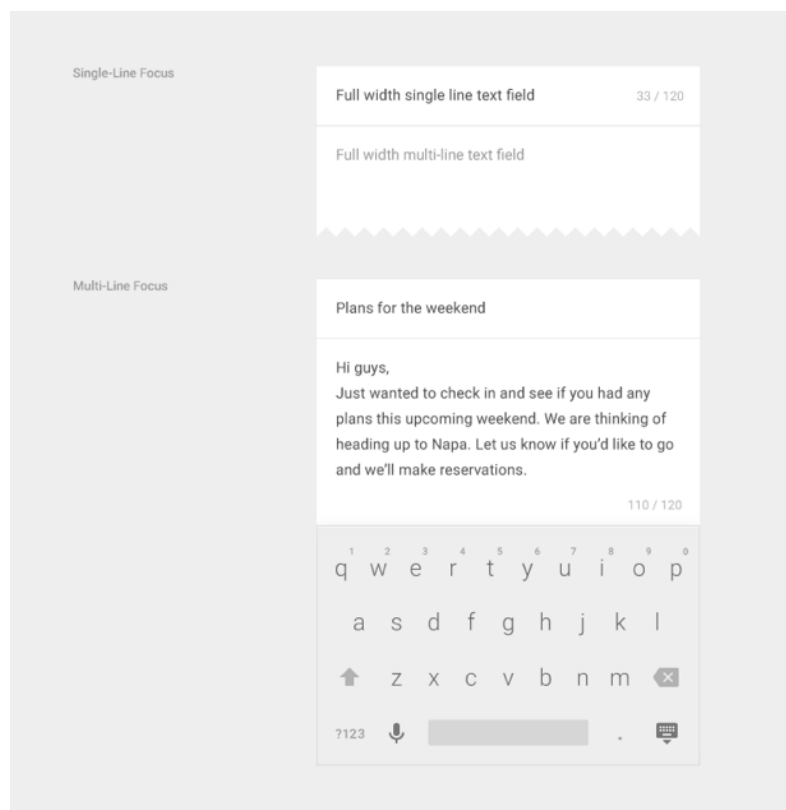 Single-Line Focus
Full width single line text field 33 / 120
Full width multi-line text field
Multi-Line Focus
Plans for the weekend
Hi guys,
Just wanted to check in and see if you had any
plans this upcoming weekend. We are thinking of
heading up to Napa. Let us know if you’d like to go
and we’ll make reservations.
110 / 120
1 2 3 4 5 6 7 8 9 0
q w e r t y u i o p
a s d f g h j k l
z x c v b n m
?123 .